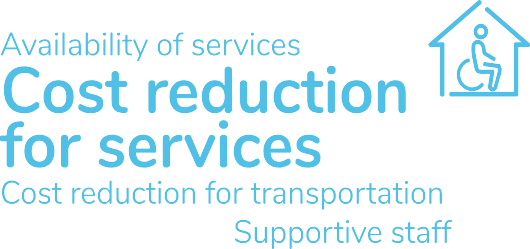 Availability of services
Cost reduction
for services
Cost reduction for transportation
Supportive staff